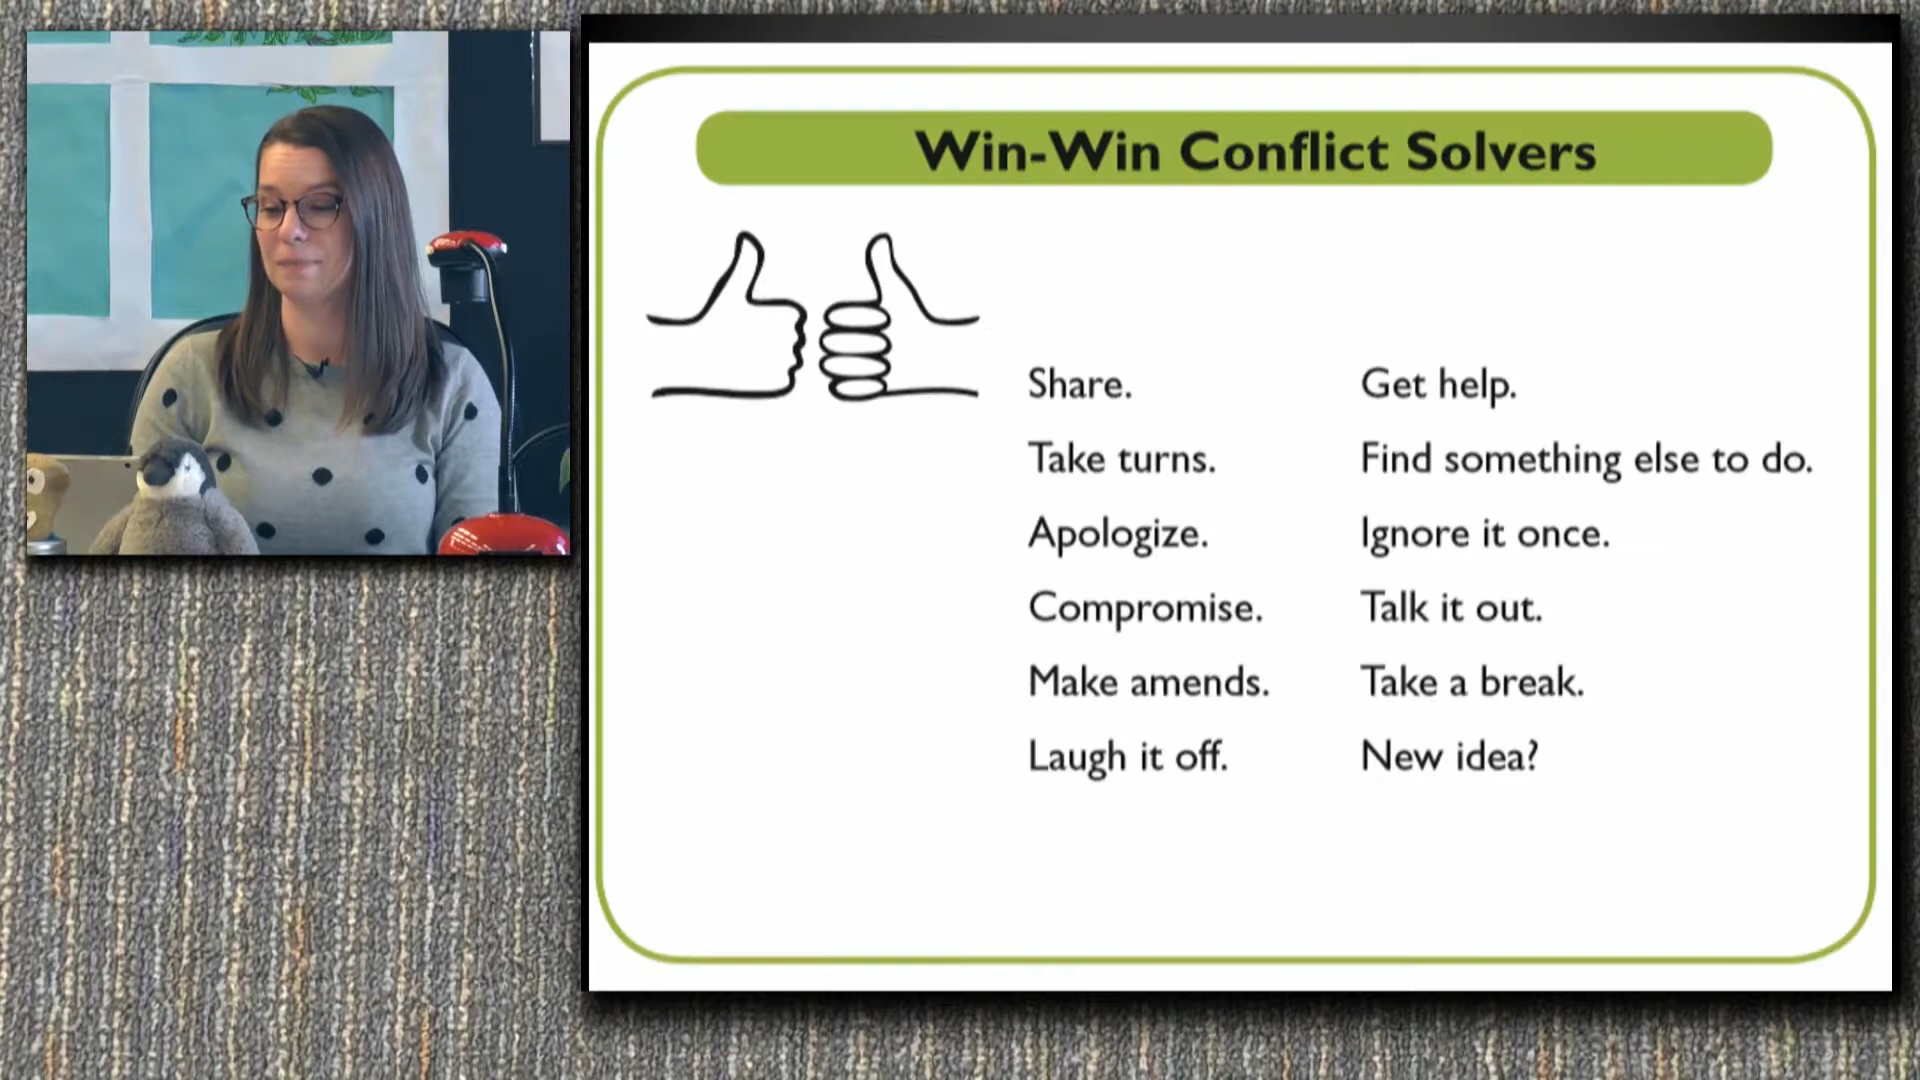 Win-Win Conflict Solvers
Share.
Take turns.
Apologize.
Compromise.
Make amends.
Laugh it off.
Get help.
Find something else to do.
Ignore it once.
Talk it out.
Take a break.
New idea?